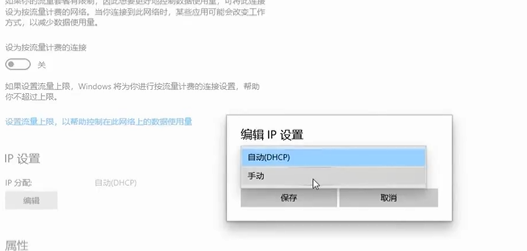 如果你的流量套餐有限制，因此想要更好地控制数据使用量，可将此连接
设为按流量计费的网络。当你连接到此网络时，某些应用可能会改变工作
方式，以减少数据使用量。
设为按流量计费的连接
关
如果设置流量上限，Windows 将为你进行按流量计费的连接设置，帮助
你不超过上限。
设置流量上限，以帮助控制在此网络上的数据使用量
IP 设置
IP 分配:
自动(DHCP)
编辑
属性
编辑 IP 设置
自动(DHCP)
手动
保存
取消